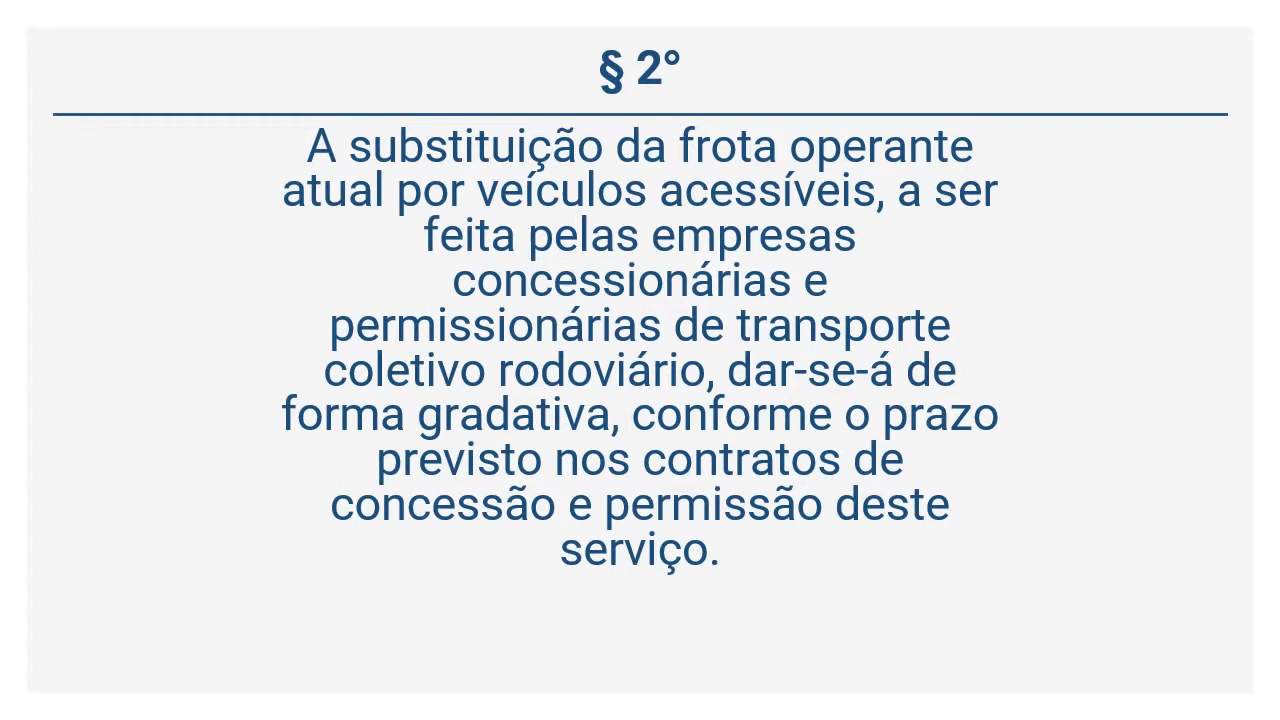 § 2°
A substituição da frota operante
atual por veículos acessíveis, a ser
feita pelas empresas
concessionárias e
permissionárias de transporte
coletivo rodoviário, dar-se-á de
forma gradativa, conforme o prazo
previsto nos contratos de
concessão e permissão deste
serviço.